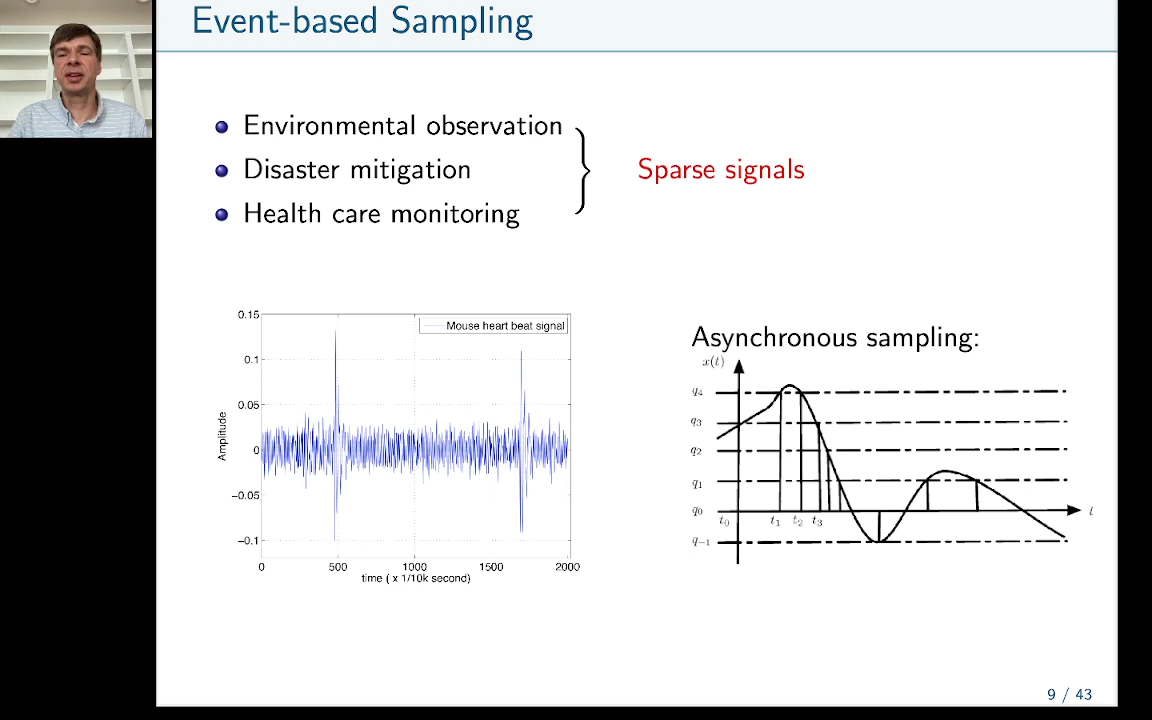 Event-based Sampling
Environmental observation
Disaster mitigation
Health care monitoring
Sparse signals
0.15
0.1
0.05
0
−0.05
−0.1
Amplitude
Mouse heart beat signal
0 500 1000 1500 2000
time ( x 1/10k second)
Asynchronous sampling:
x(t)
q4
q3
q2
q1
q0
q−1
t0 t1 t2 t3
t
9 / 43